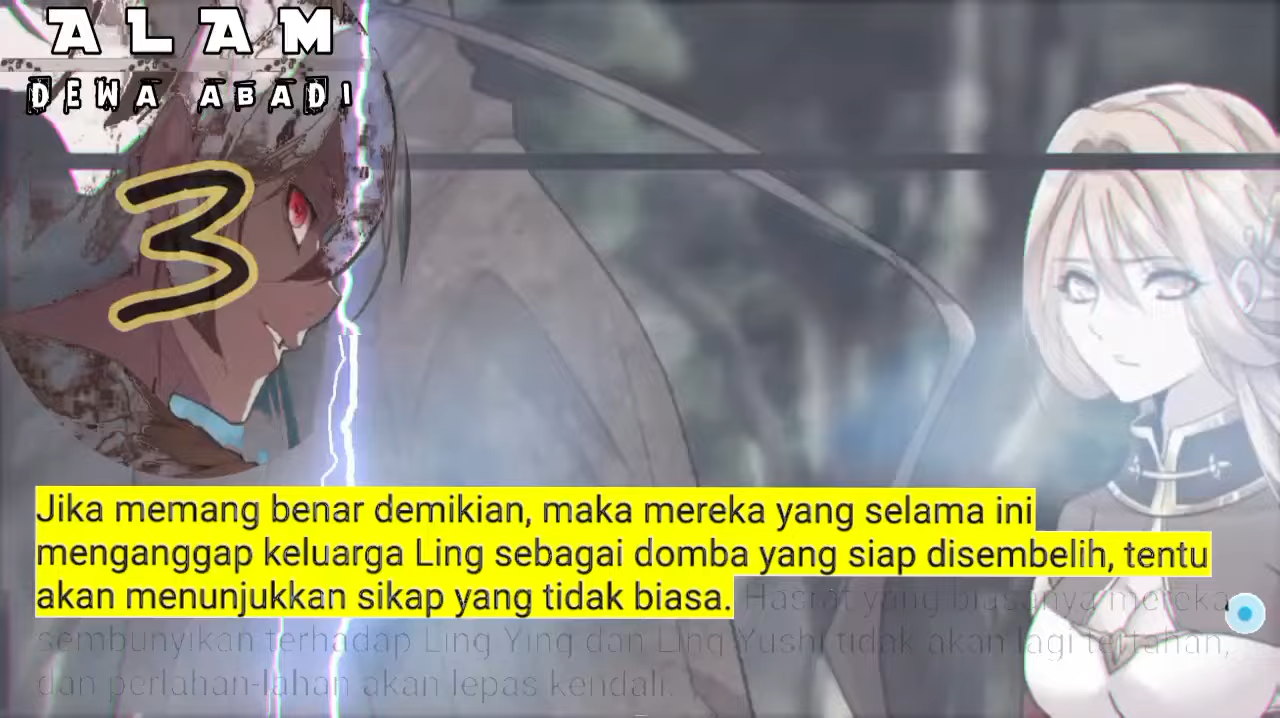 ALAM
DEWA ABADI
3
Jika memang benar demikian, maka mereka yang selama ini
menganggap keluarga Ling sebagai domba yang siap disembelih, tentu
akan menunjukkan sikap yang tidak biasa. Hasrat yang biasanya mereka
sembunyikan terhadap Ling Ying dan Ling Yushi tidak akan lagi tertahan,
dan perlahan-lahan akan lepas kendali.